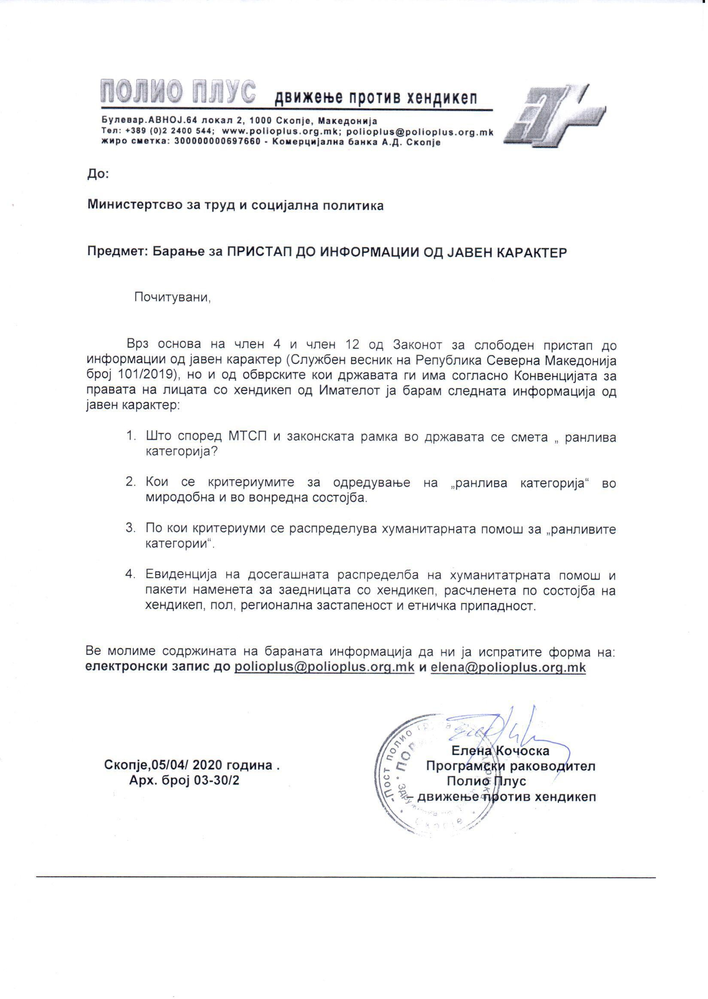 ПОЛИО ПЛУС движење против хендикеп
Булевар.АВНОЈ.64 локал 2, 1000 Скопје, Македонија
Тел: +389 (0)2 2400 544; www.polioplus.org.mk; polioplus@polioplus.org.mk
жиро сметка: 300000000697660 - Комерцијална банка А.Д. Скопје
До:
Министертсво за труд и социјална политика
Предмет: Барање за ПРИСТАП ДО ИНФОРМАЦИИ ОД ЈАВЕН КАРАКТЕР
Почитувани,
Врз основа на член 4 и член 12 од Законот за слободен пристап до
информации од јавен карактер (Службен весник на Република Северна Македонија
број 101/2019), но и од обврските кои државата ги има согласно Конвенцијата за
правата на лицата со хендикеп од Имателот ја барам следната информација од
јавен карактер:
1. Што според МТСП и законската рамка во државата се смета „ ранлива
категорија?
2. Кои се критериумите за одредување на „ранлива категорија“ во
миродобна и во вонредна состојба.
3. По кои критериуми се распределува хуманитарната помош за „ранливите
категории“.
4. Евиденција на досегашната распределба на хуманитатрната помош и
пакети наменета за заедницата со хендикеп, расчленета по состојба на
хендикеп, пол, регионална застапеност и етничка припадност.
Ве молиме содржината на бараната информација да ни ја испратите форма на:
електронски запис до polioplus@polioplus.org.mk и elena@polioplus.org.mk
Скопје,05/04/ 2020 година .
Арх. број 03-30/2
Елена Кочоска
Програмски раководител
Полио Плус
– движење против хендикеп
Пост полио
Скопје